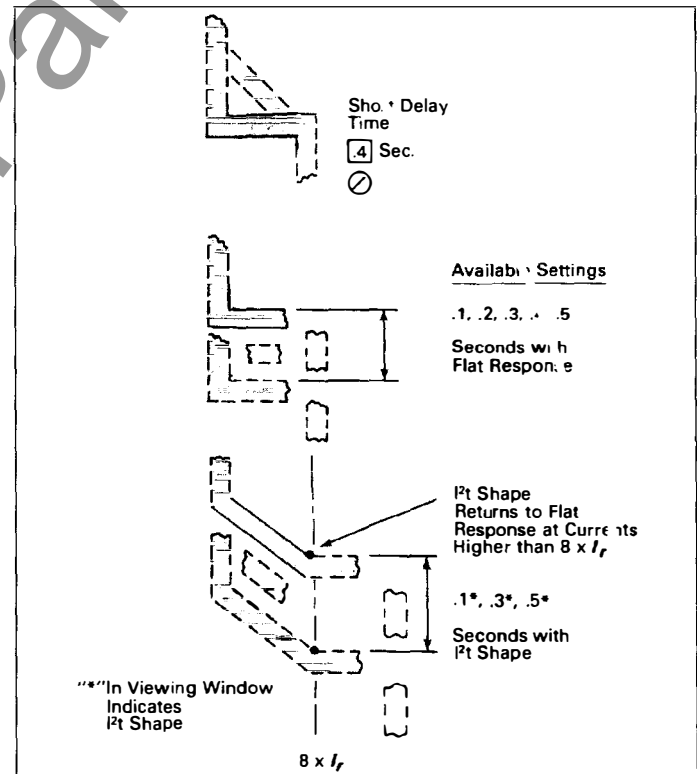 Par
Delay
Time
.4 Sec.
Settings
.1, .2, .3, .5
Seconds
Flat
I²t Shape
Returns to Flat
Response at
Higher than 8 x Iᵣ
.1*, .3*, .5*
Seconds with
I²t Shape
"*"In Viewing Window
Indicates
I²t Shape
8 x Iᵣ